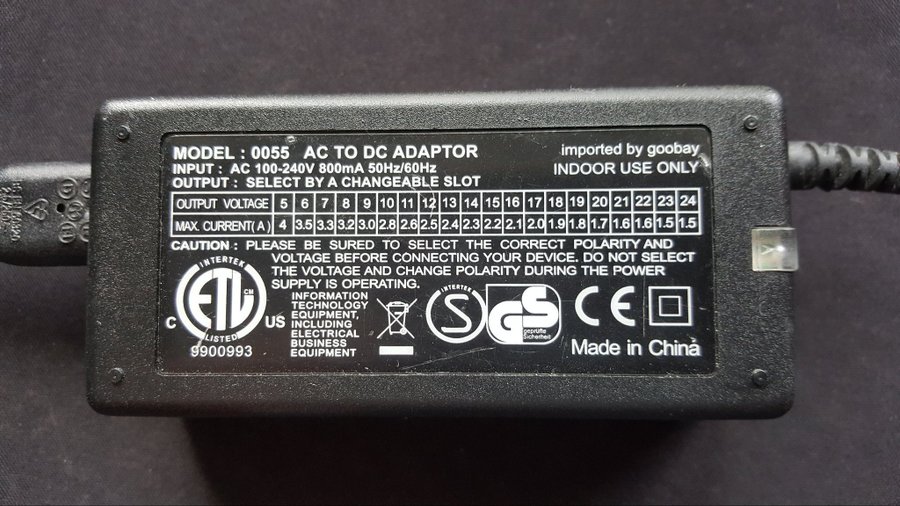 MODEL : 0055 AC TO DC ADAPTOR
imported by goobay
INPUT : AC 100-240V 800mA 50Hz/60Hz
INDOOR USE ONLY
OUTPUT : SELECT BY A CHANGEABLE SLOT
OUTPUT VOLTAGE 5 6 7 8 9 10 11 12 13 14 15 16 17 18 19 20 21 22 23 24
MAX. CURRENT(A) 4 3.5 3.3 3.2 3.0 2.8 2.6 2.5 2.4 2.3 2.2 2.1 2.0 1.9 1.8 1.7 1.6 1.6 1.5 1.5
CAUTION : PLEASE BE SURED TO SELECT THE CORRECT POLARITY AND
VOLTAGE BEFORE CONNECTING YOUR DEVICE. DO NOT SELECT
THE VOLTAGE AND CHANGE POLARITY DURING THE POWER
SUPPLY IS OPERATING.
INTERTEK
ETL CM
LISTED
C US
9900993
INFORMATION
TECHNOLOGY
EQUIPMENT,
INCLUDING
ELECTRICAL
BUSINESS
EQUIPMENT
INTERTEK
S
GS
geprüfte
Sicherheit
CE
Made in China